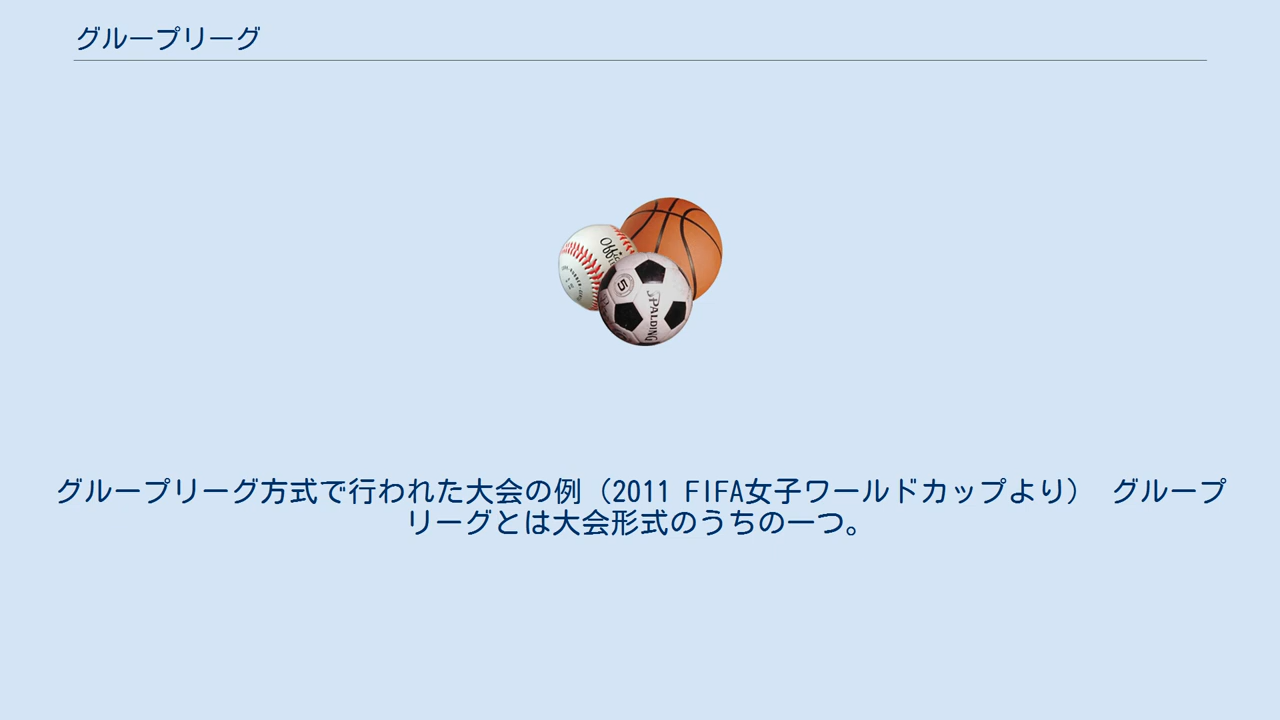 グループリーグ
Offic
5
SPALDING
グループリーグ方式で行われた大会の例（2011 FIFA女子ワールドカップより） グループ
リーグとは大会形式のうちの一つ。